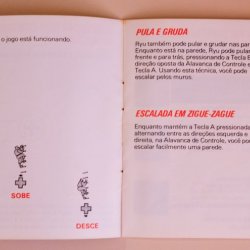 o jogo está funcionando.
SOBE
DESCE
PULA E GRUDA
Ryu também pode pular e grudar nas par
Enquanto está na parede, Ryu pode pular
frente e para trás, pressionando a Tecla E
direção oposta da Alavanca de Controle e
Tecla A. Usando esta técnica, você pode
escalar pelos muros.
ESCALADA EM ZIGUE-ZAGUE
Enquanto mantém a Tecla A pressionada
alternando entre as direções esquerda e
direita, na Alavanca de Controle, você po
escalar facilmente uma parede.